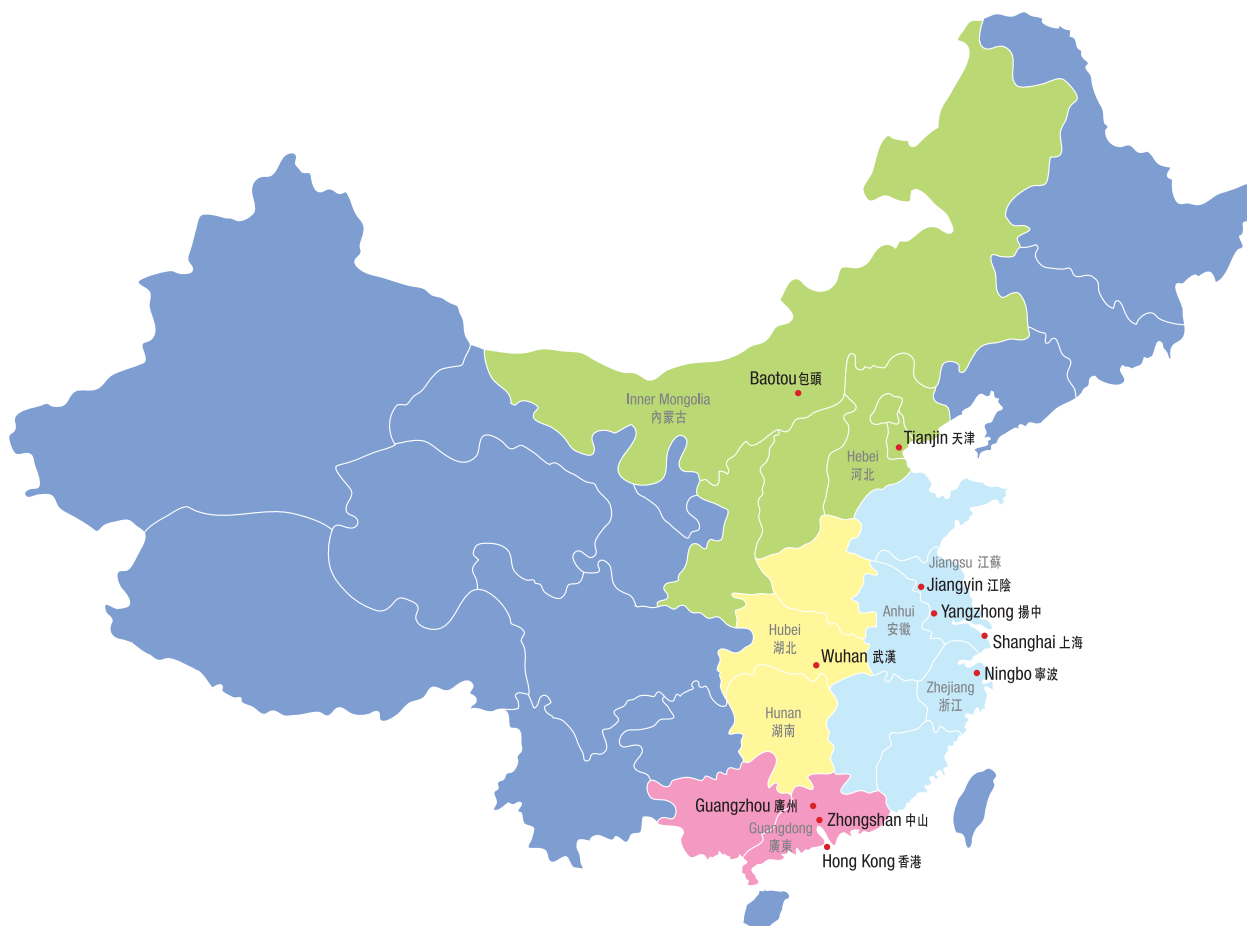 Baotou 包頭
Inner Mongolia
內蒙古
Tianjin 天津
Hebei
河北
Jiangsu 江蘇
Jiangyin 江陰
Yangzhong 揚中
Anhui
安徽
Shanghai 上海
Hubei
湖北
Wuhan 武漢
Ningbo 寧波
Zhejiang
浙江
Hunan
湖南
Guangzhou 廣州
Zhongshan 中山
Guangdong
廣東
Hong Kong 香港